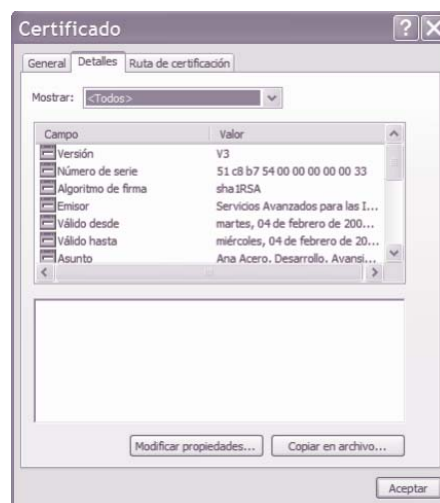 Certificado
General Detalles Ruta de certificación
Mostrar: <Todos>
Campo Valor
Versión V3
Número de serie 51 c8 b7 54 00 00 00 00 00 33
Algoritmo de firma sha1RSA
Emisor Servicios Avanzados para las I...
Válido desde martes, 04 de febrero de 200...
Válido hasta miércoles, 04 de febrero de 20...
Asunto Ana Acero. Desarrollo. Avansi...
Modificar propiedades... Copiar en archivo...
Aceptar